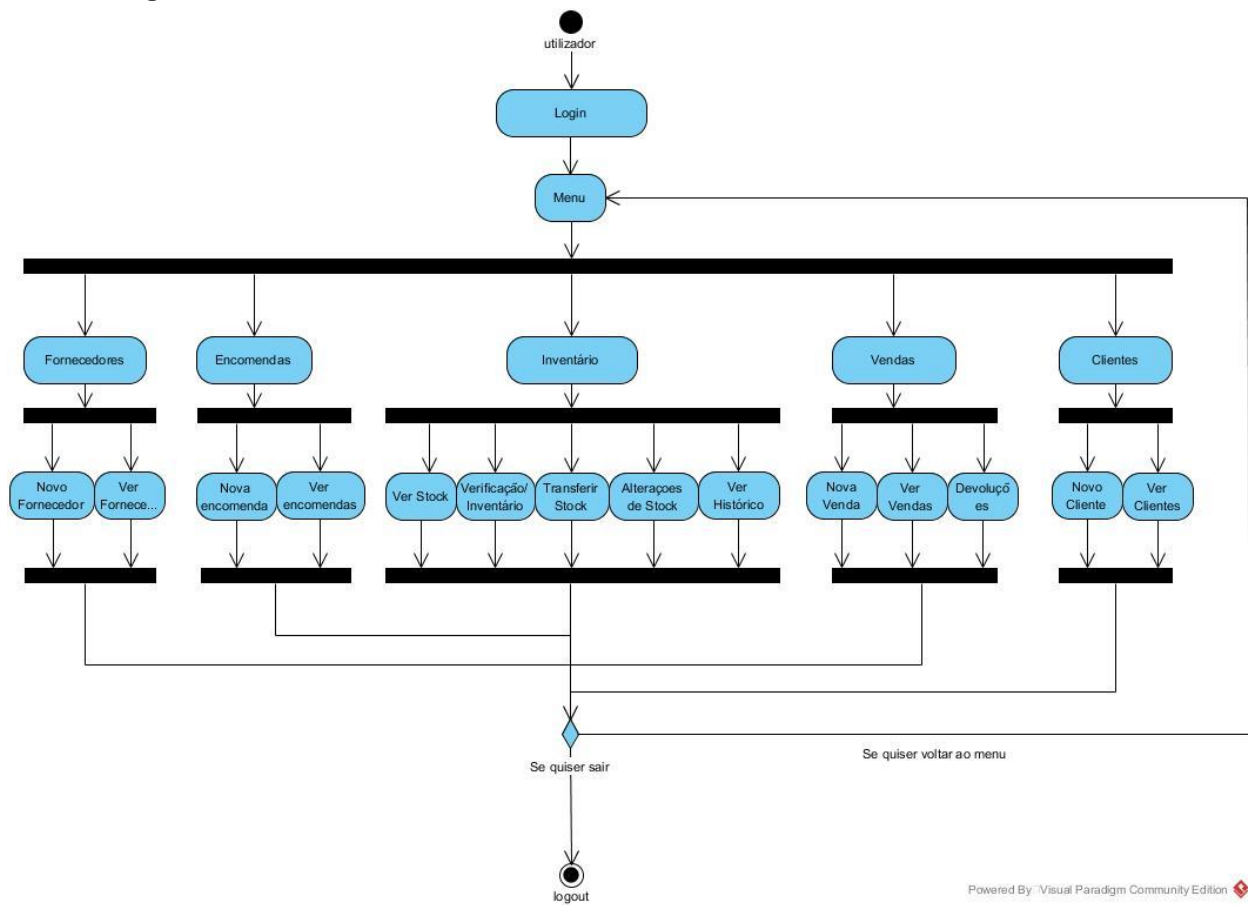 utilizador
Login
Menu
Fornecedores
Encomendas
Inventário
Vendas
Clientes
Novo
Fornecedor
Ver
Fornece...
Nova
encomenda
Ver
encomendas
Ver Stock
Verificação/
Inventário
Transferir
Stock
Alteraçoes
de Stock
Ver
Histórico
Nova
Venda
Ver
Vendas
Devoluçõ
es
Novo
Cliente
Ver
Clientes
Se quiser voltar ao menu
Se quiser sair
logout
Powered By Visual Paradigm Community Edition